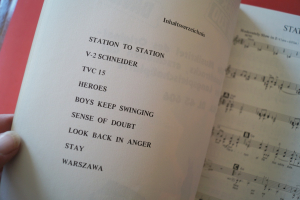 Inhaltsverzeichnis
STATION TO STATION
V-2 SCHNEIDER
TVC 15
HEROES
BOYS KEEP SWINGING
SENSE OF DOUBT
LOOK BACK IN ANGER
STAY
WARSZAWA